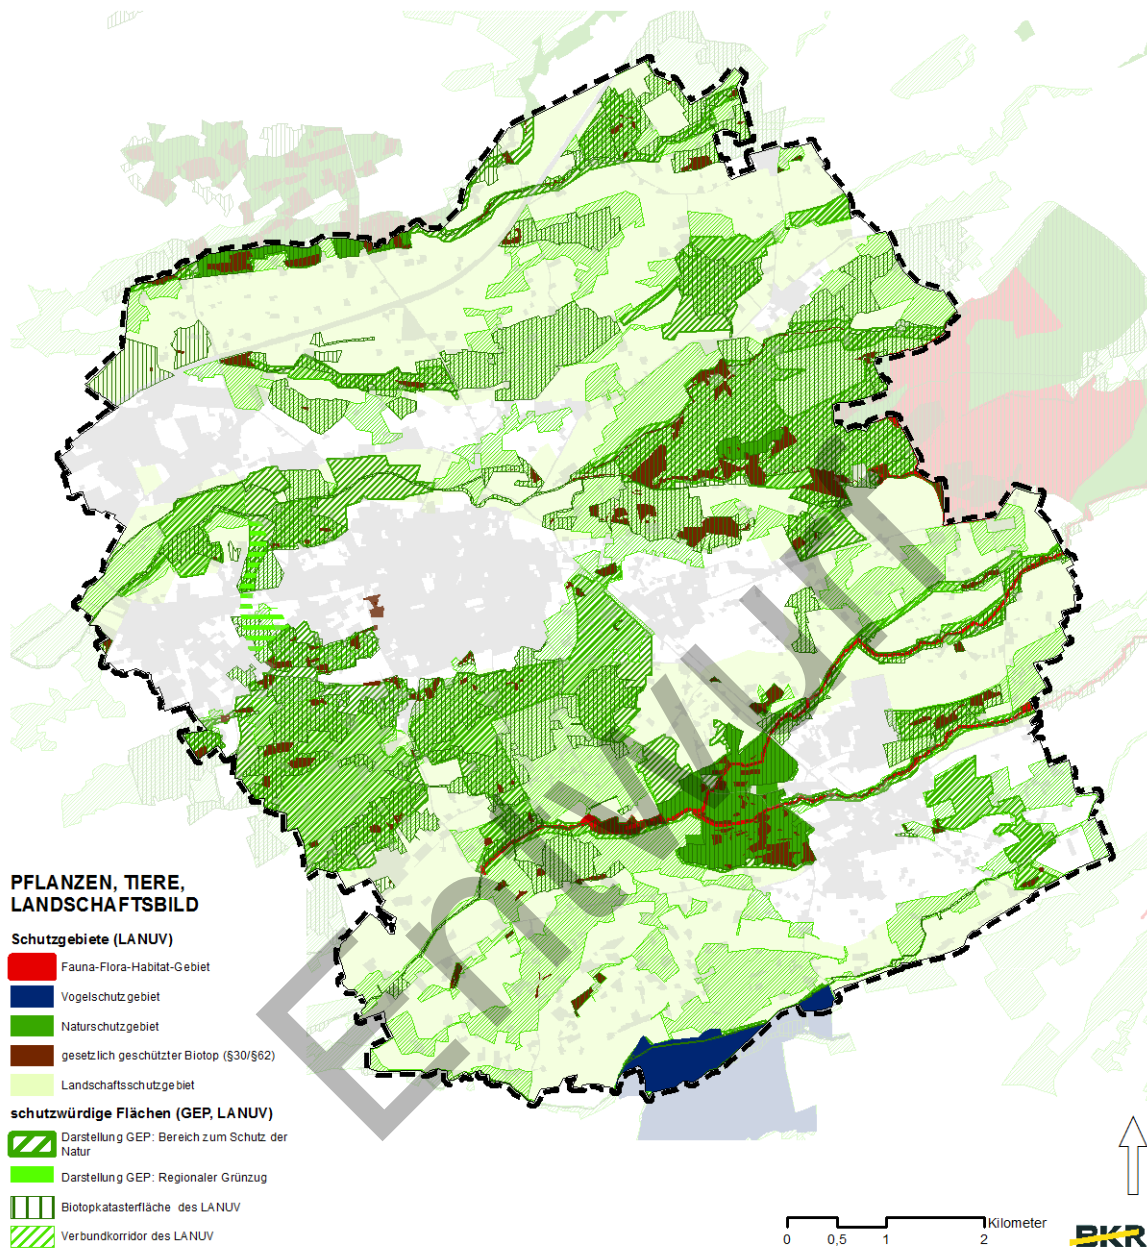 Entwurf
PFLANZEN, TIERE,
LANDSCHAFTSBILD
Schutzgebiete (LANUV)
Fauna-Flora-Habitat-Gebiet
Vogelschutzgebiet
Naturschutzgebiet
gesetzlich geschützter Biotop (§30/§62)
Landschaftsschutzgebiet
schutzwürdige Flächen (GEP, LANUV)
Darstellung GEP: Bereich zum Schutz der
Natur
Darstellung GEP: Regionaler Grünzug
Biotopkatasterfläche des LANUV
Verbundkorridor des LANUV
Kilometer
0 0,5 1 2
BKR